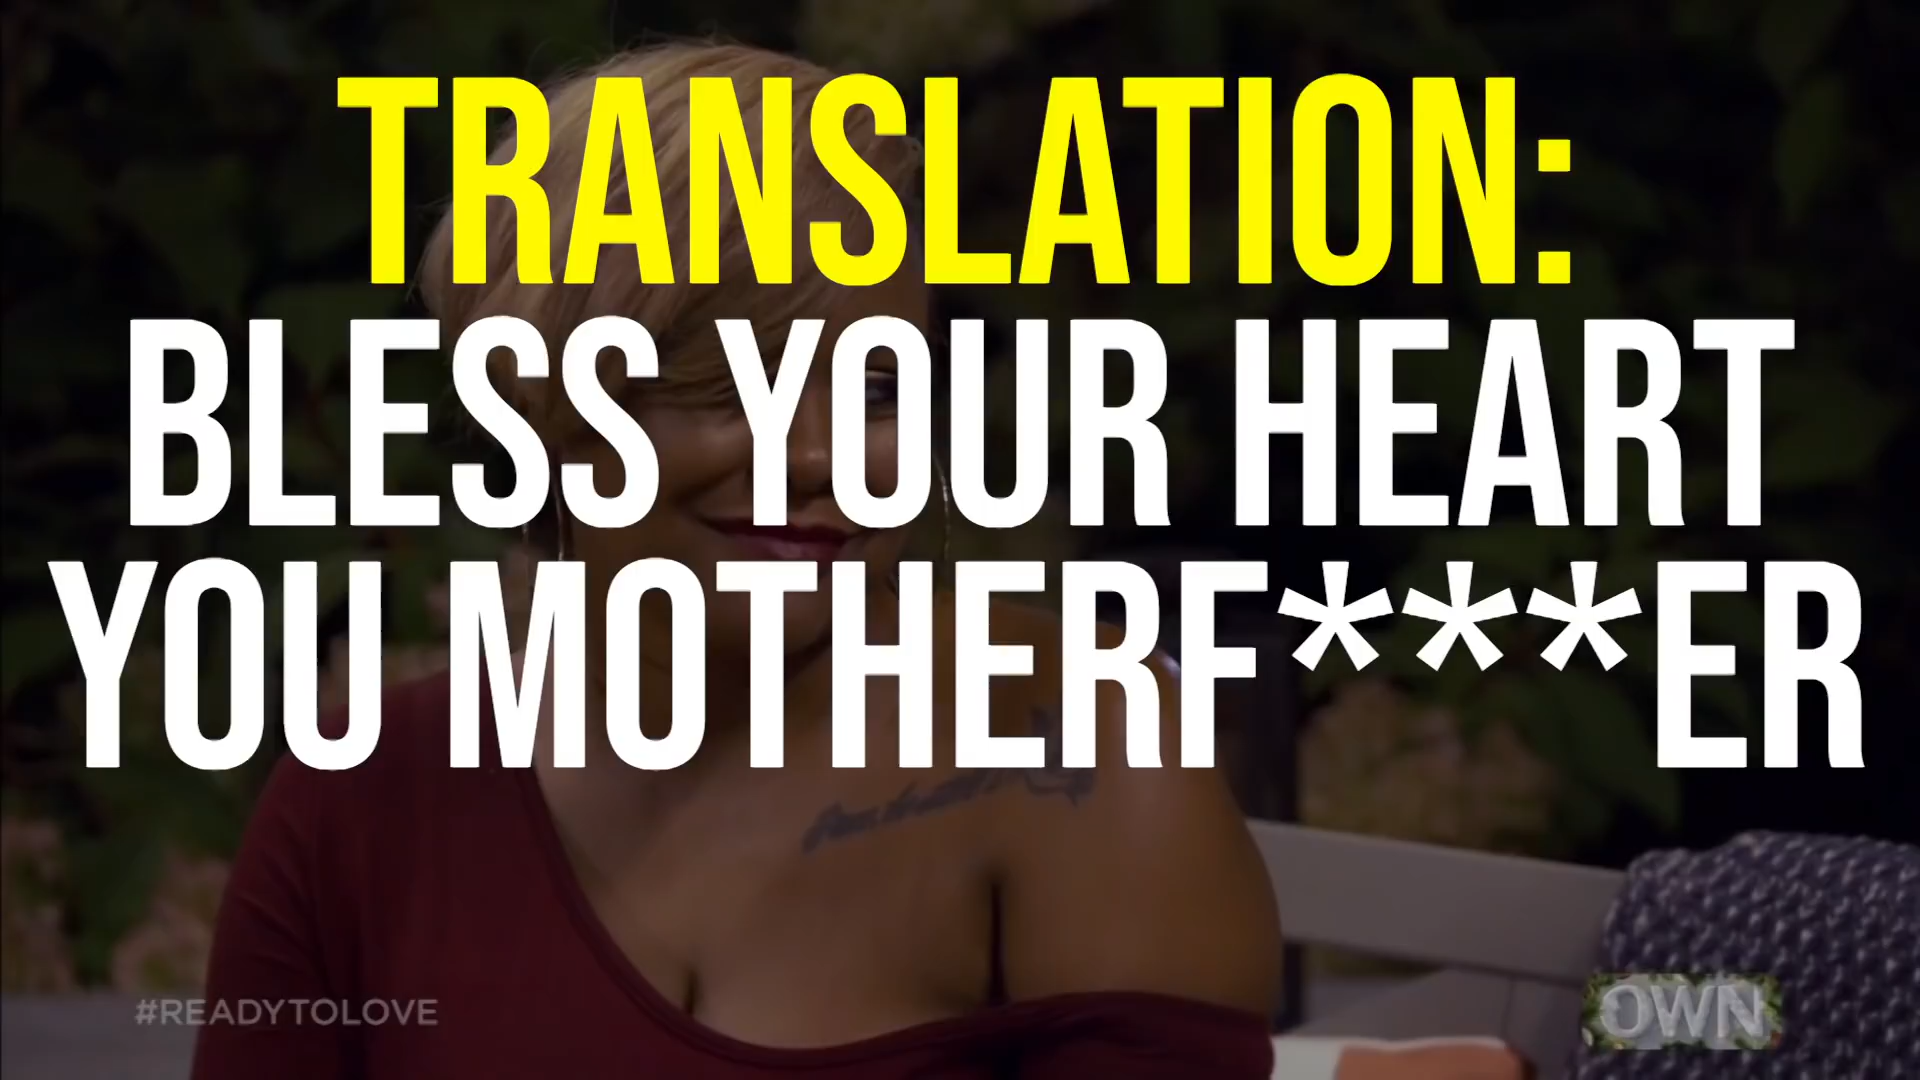 TRANSLATION:
BLESS YOUR HEART
YOU MOTHERF***ER
#READYTOLOVE
OWN